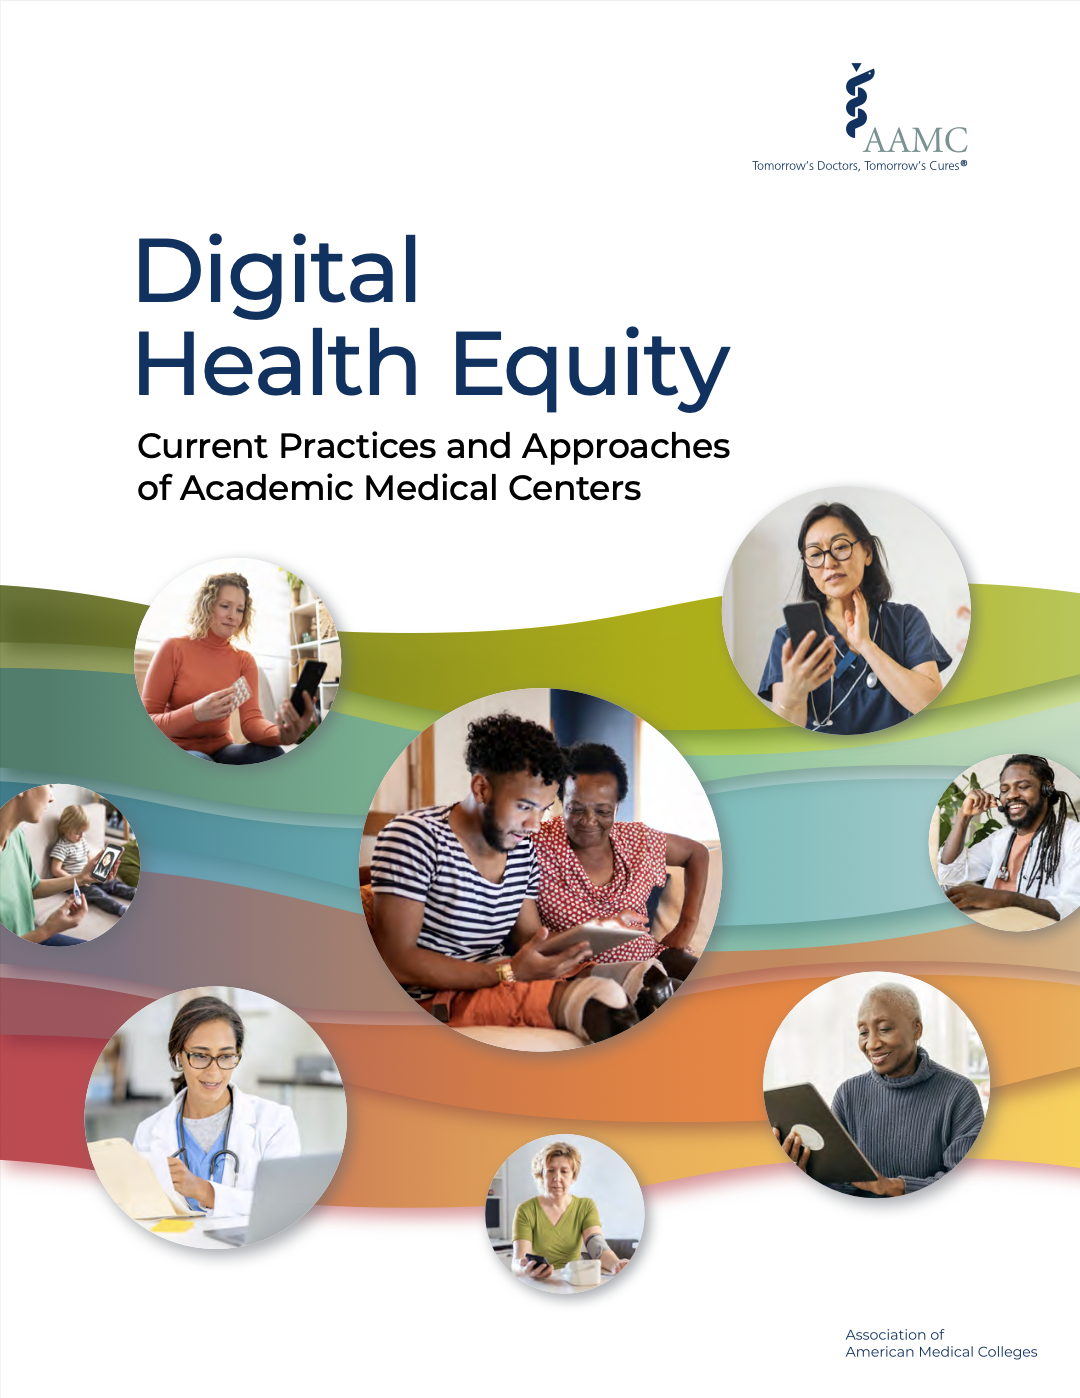 AAMC
Tomorrow's Doctors, Tomorrow's Cures®
Digital
Health Equity
Current Practices and Approaches
of Academic Medical Centers
Association of
American Medical Colleges